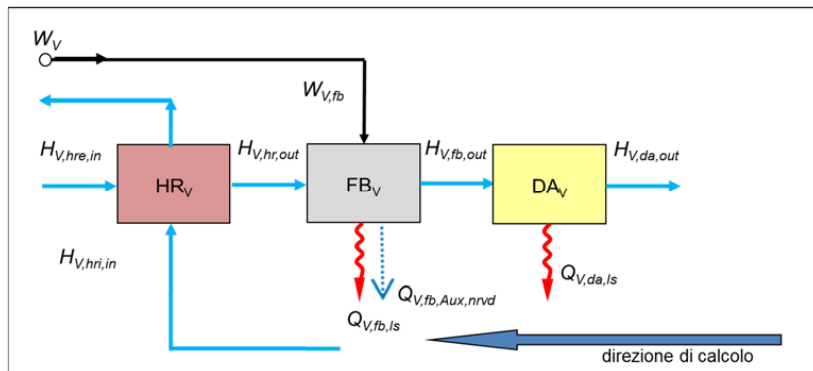 W_V
W_V,fb
H_V,hre,in
H_V,hr,out
H_V,fb,out
H_V,da,out
HR_V
FB_V
DA_V
H_V,hri,in
Q_V,fb,Aux,nrvd
Q_V,da,ls
Q_V,fb,ls
direzione di calcolo